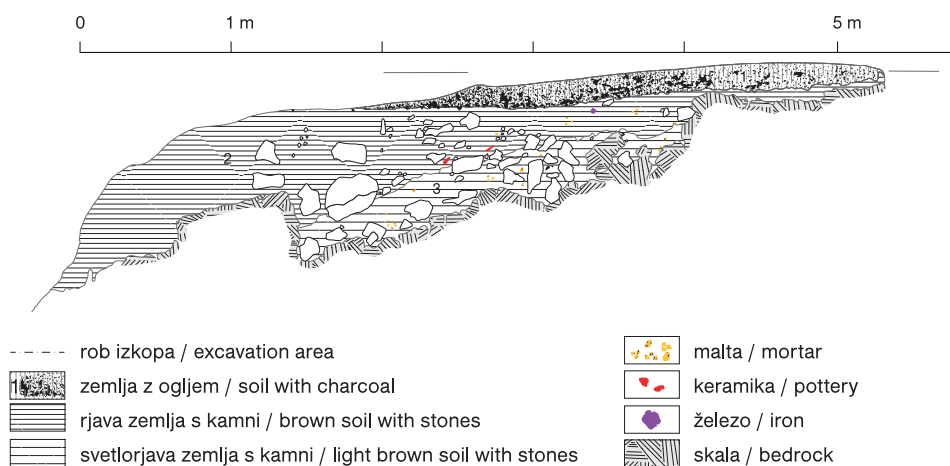 0 1 m 5 m
1
2
3
rob izkopa / excavation area
1 zemlja z ogljem / soil with charcoal
rjava zemlja s kamni / brown soil with stones
svetlorjava zemlja s kamni / light brown soil with stones
malta / mortar
keramika / pottery
železo / iron
skala / bedrock